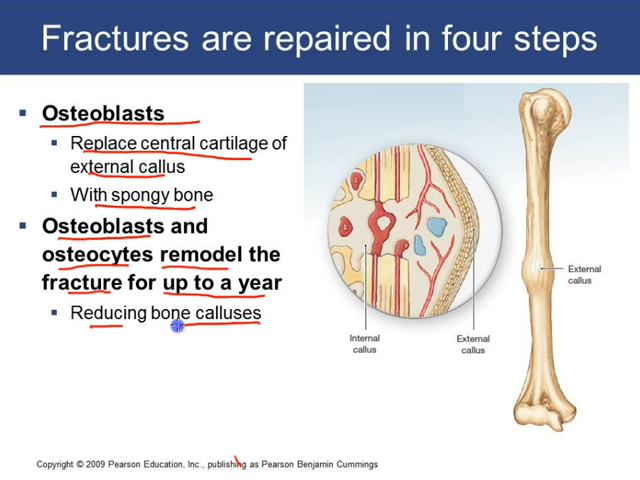 Fractures are repaired in four steps
Osteoblasts
Replace central cartilage of
external callus
With spongy bone
Osteoblasts and
osteocytes remodel the
fracture for up to a year
Reducing bone calluses
External
callus
Internal
callus
External
callus
Copyright © 2009 Pearson Education, Inc., publishing as Pearson Benjamin Cummings